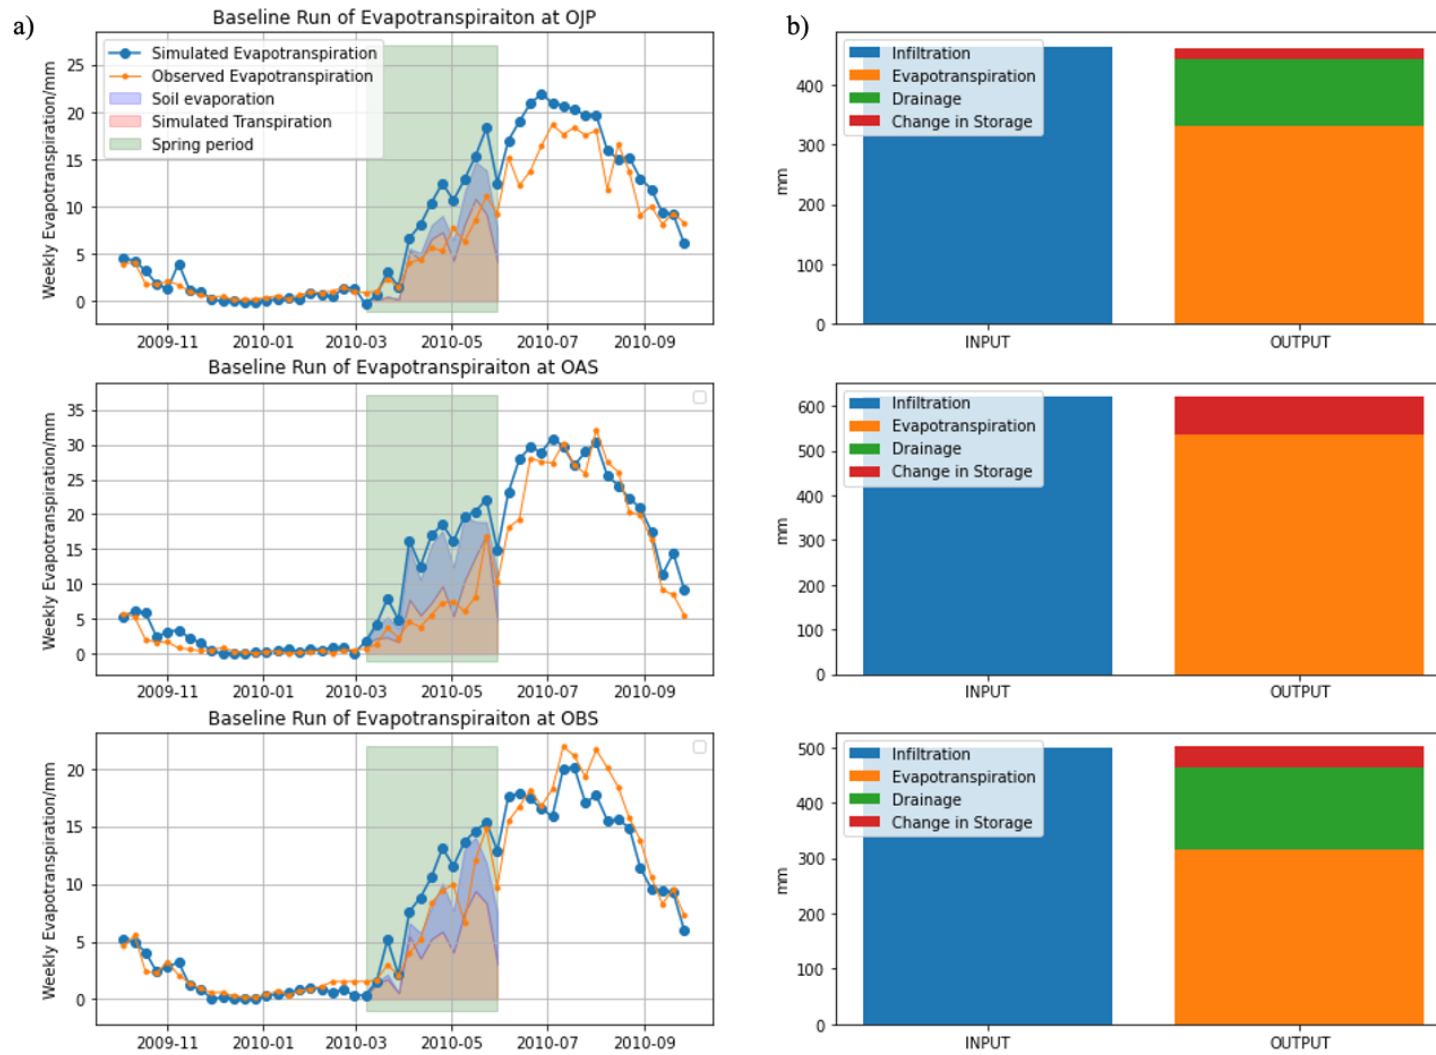 a)
Baseline Run of Evapotranspiraiton at OJP
Simulated Evapotranspiration
Observed Evapotranspiration
Soil evaporation
Simulated Transpiration
Spring period
Weekly Evapotranspiration/mm
25
20
15
10
5
0
2009-11 2010-01 2010-03 2010-05 2010-07 2010-09
b)
Infiltration
Evapotranspiration
Drainage
Change in Storage
mm
400
300
200
100
0
INPUT OUTPUT
Baseline Run of Evapotranspiraiton at OAS
Weekly Evapotranspiration/mm
35
30
25
20
15
10
5
0
2009-11 2010-01 2010-03 2010-05 2010-07 2010-09
Infiltration
Evapotranspiration
Drainage
Change in Storage
mm
600
500
400
300
200
100
0
INPUT OUTPUT
Baseline Run of Evapotranspiraiton at OBS
Weekly Evapotranspiration/mm
20
15
10
5
0
2009-11 2010-01 2010-03 2010-05 2010-07 2010-09
Infiltration
Evapotranspiration
Drainage
Change in Storage
mm
500
400
300
200
100
0
INPUT OUTPUT